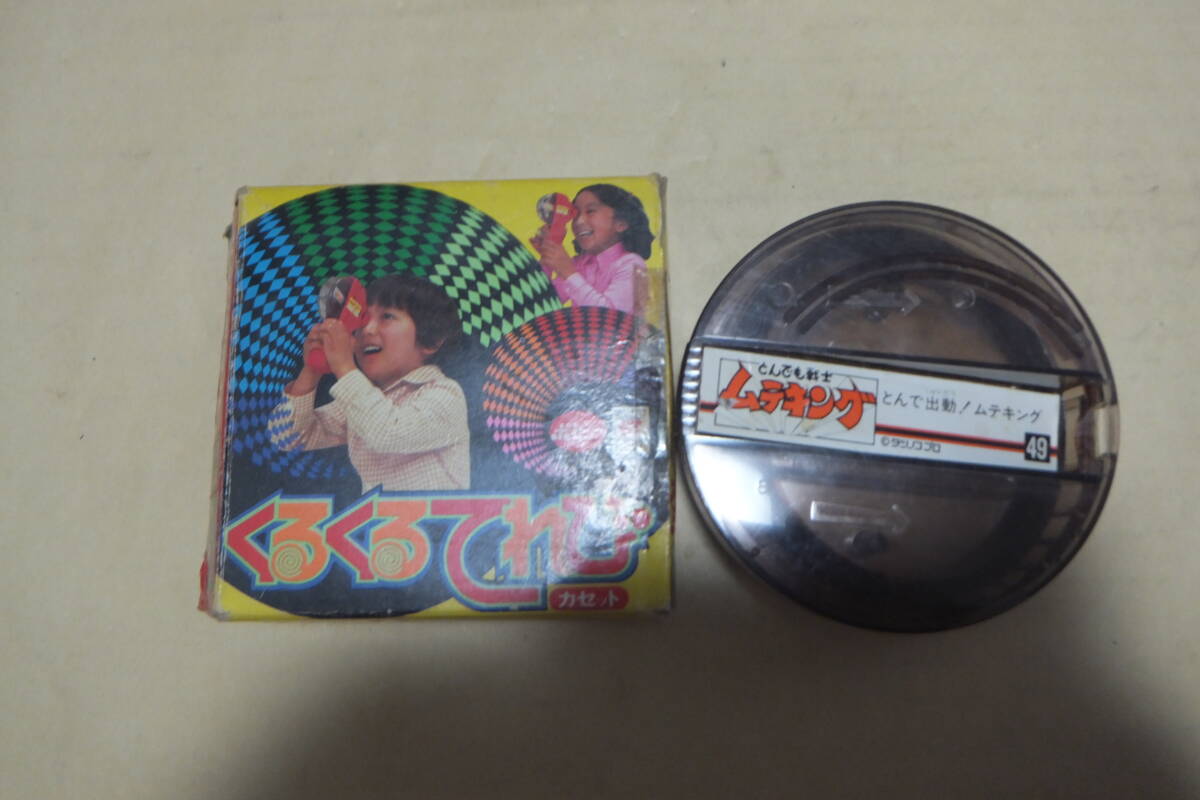 くるくるてれび
カセット
とんでも戦士
ムテキング
とんで出動!ムテキング
©タツノコプロ
49